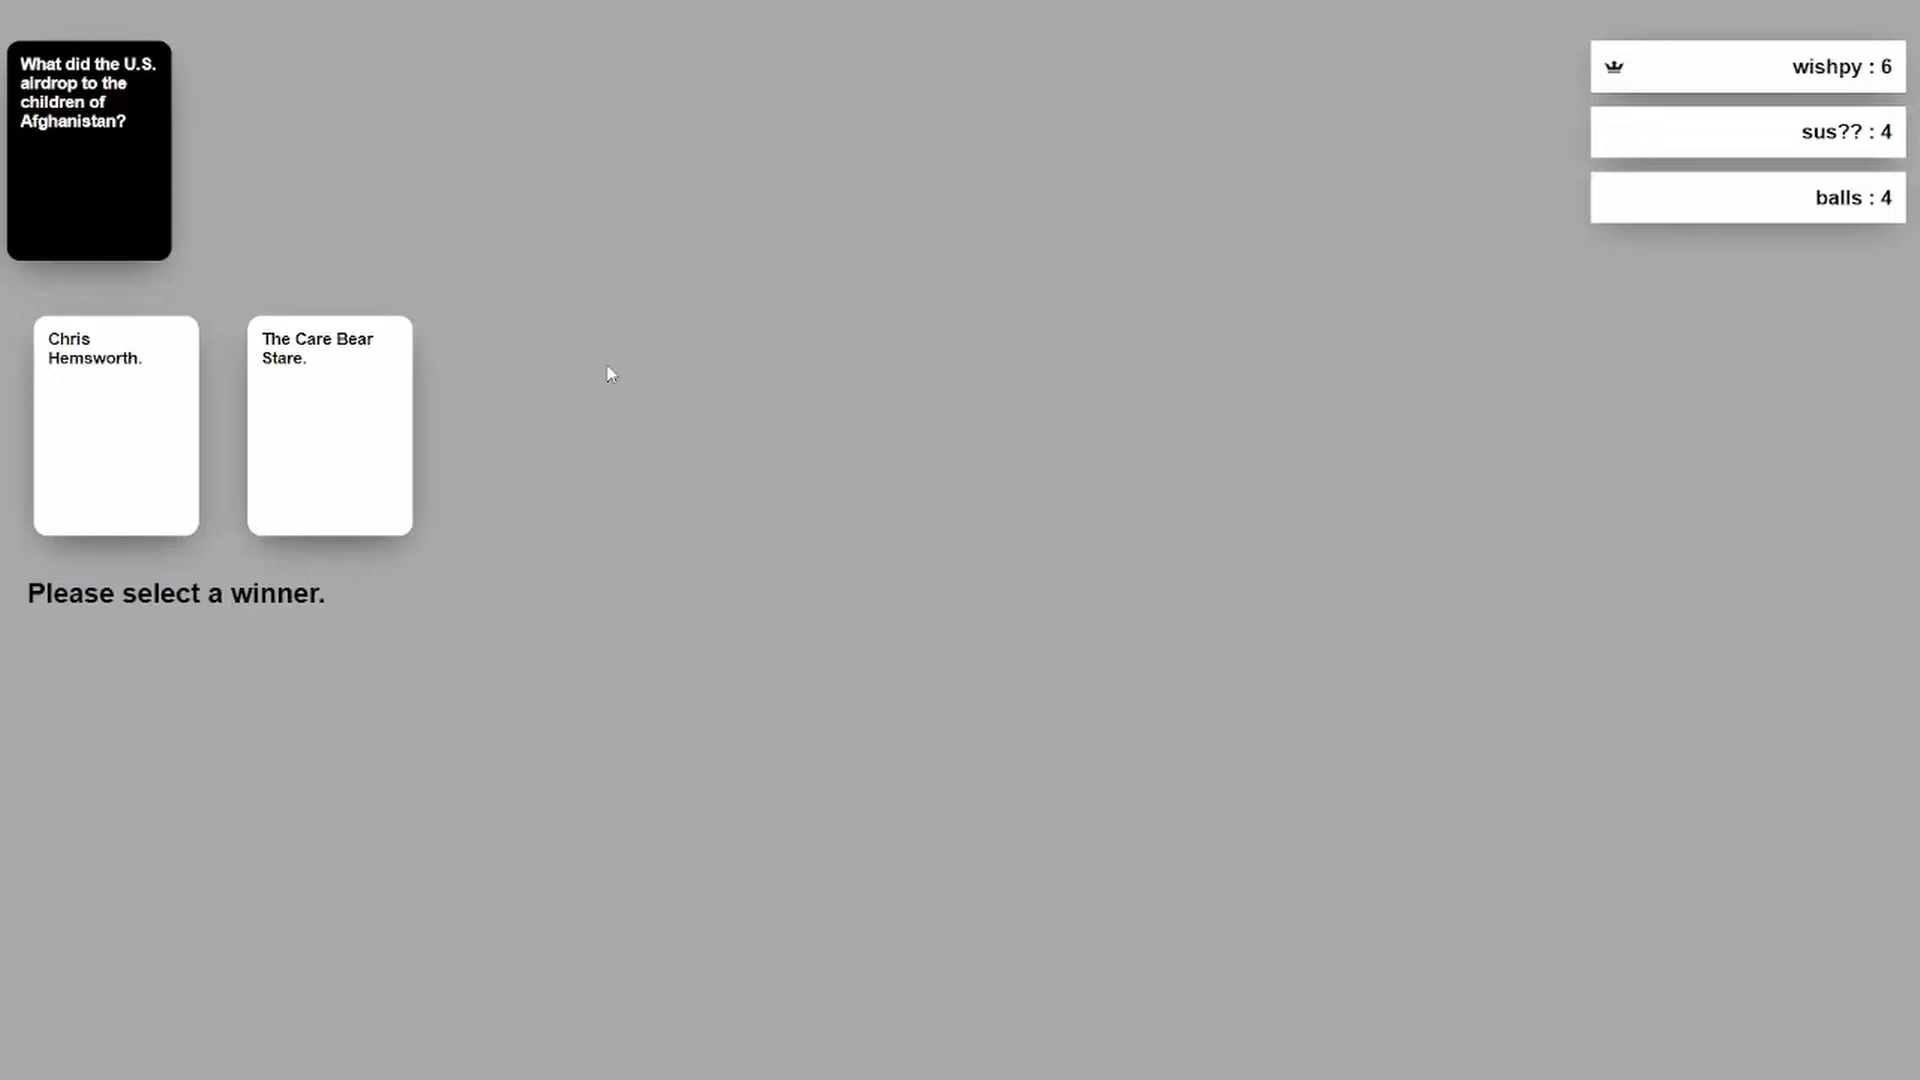 What did the U.S.
airdrop to the
children of
Afghanistan?
wishpy : 6
sus?? : 4
balls : 4
Chris
Hemsworth.
The Care Bear
Stare.
Please select a winner.